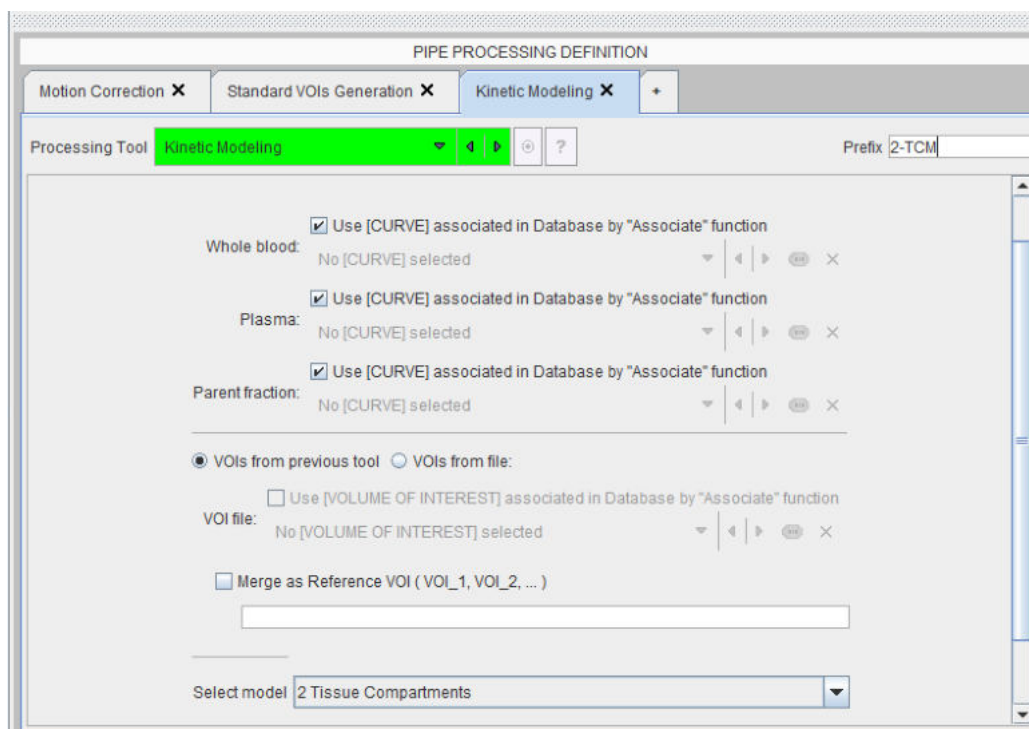 PIPE PROCESSING DEFINITION
Motion Correction ✕ Standard VOIs Generation ✕ Kinetic Modeling ✕ +
Processing Tool Kinetic Modeling ? Prefix 2-TCM
Use [CURVE] associated in Database by "Associate" function
Whole blood:
No [CURVE] selected
Use [CURVE] associated in Database by "Associate" function
Plasma:
No [CURVE] selected
Use [CURVE] associated in Database by "Associate" function
Parent fraction:
No [CURVE] selected
VOIs from previous tool VOIs from file:
Use [VOLUME OF INTEREST] associated in Database by "Associate" function
VOI file:
No [VOLUME OF INTEREST] selected
Merge as Reference VOI ( VOI_1, VOI_2, ... )
Select model 2 Tissue Compartments